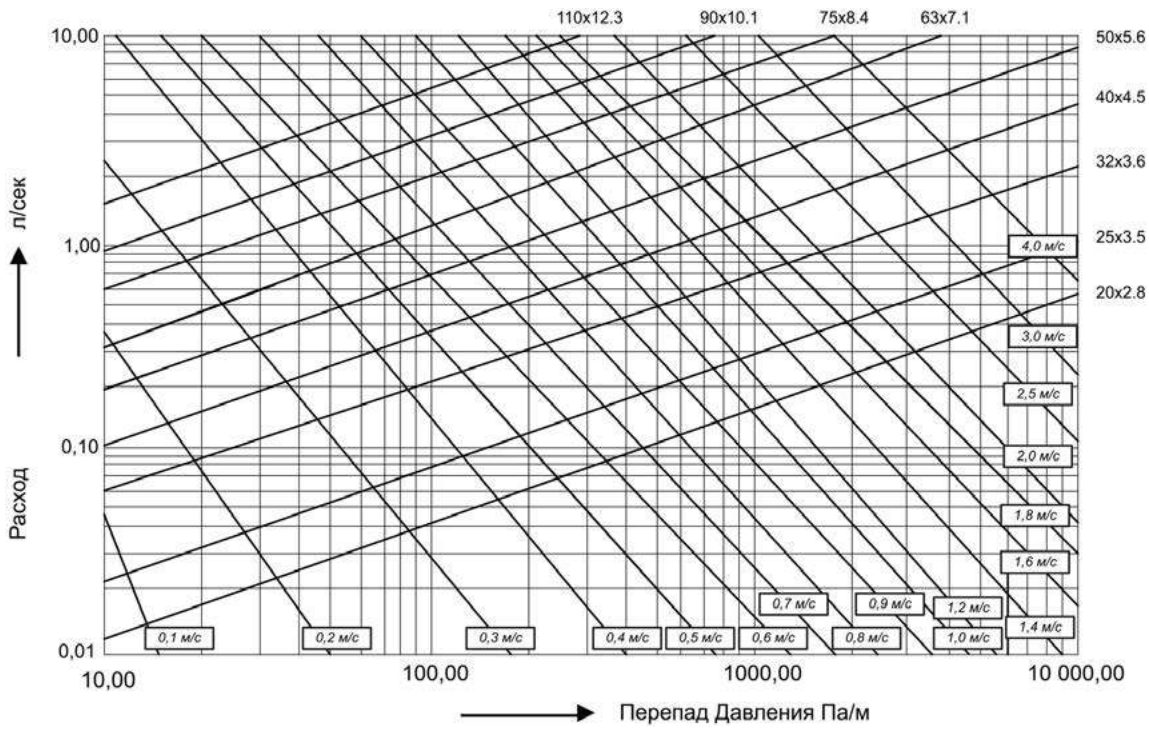 110x12.3 90x10.1 75x8.4 63x7.1
10,00
50x5.6
40x4.5
32x3.6
л/сек
1,00
25x3.5
4,0 м/с
20x2.8
3,0 м/с
2,5 м/с
0,10
2,0 м/с
Расход
1,8 м/с
1,6 м/с
0,7 м/с 0,9 м/с 1,2 м/с
1,4 м/с
0,1 м/с 0,2 м/с 0,3 м/с 0,4 м/с 0,5 м/с 0,6 м/с 0,8 м/с 1,0 м/с
0,01
10,00 100,00 1000,00 10 000,00
Перепад Давления Па/м